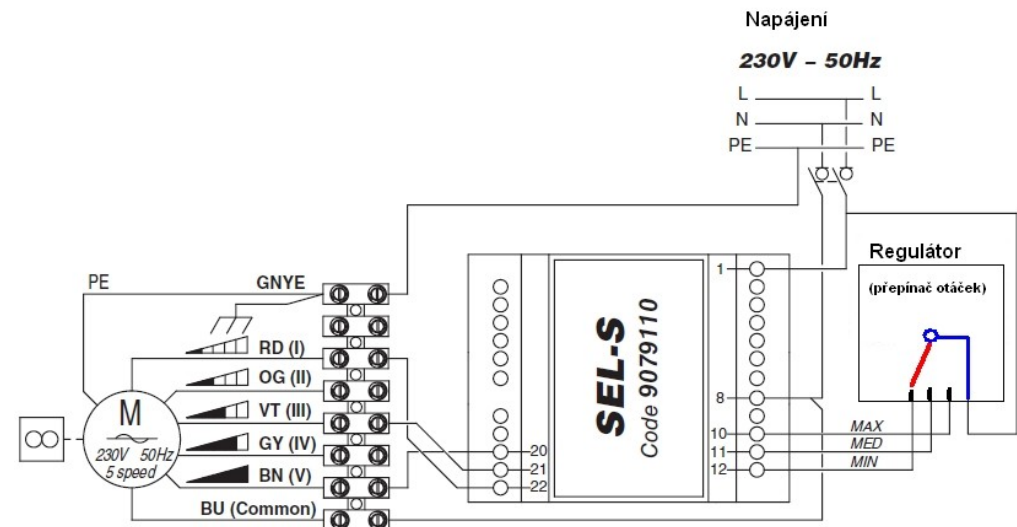 Napájení
230V – 50Hz
L L
N N
PE PE
Regulátor
(přepínač otáček)
PE
GNYE
RD (I)
OG (II)
VT (III)
GY (IV)
BN (V)
BU (Common)
M
230V 50Hz
5 speed
SEL-S
Code 9079110
1
8
10
11
12
20
21
22
MAX
MED
MIN